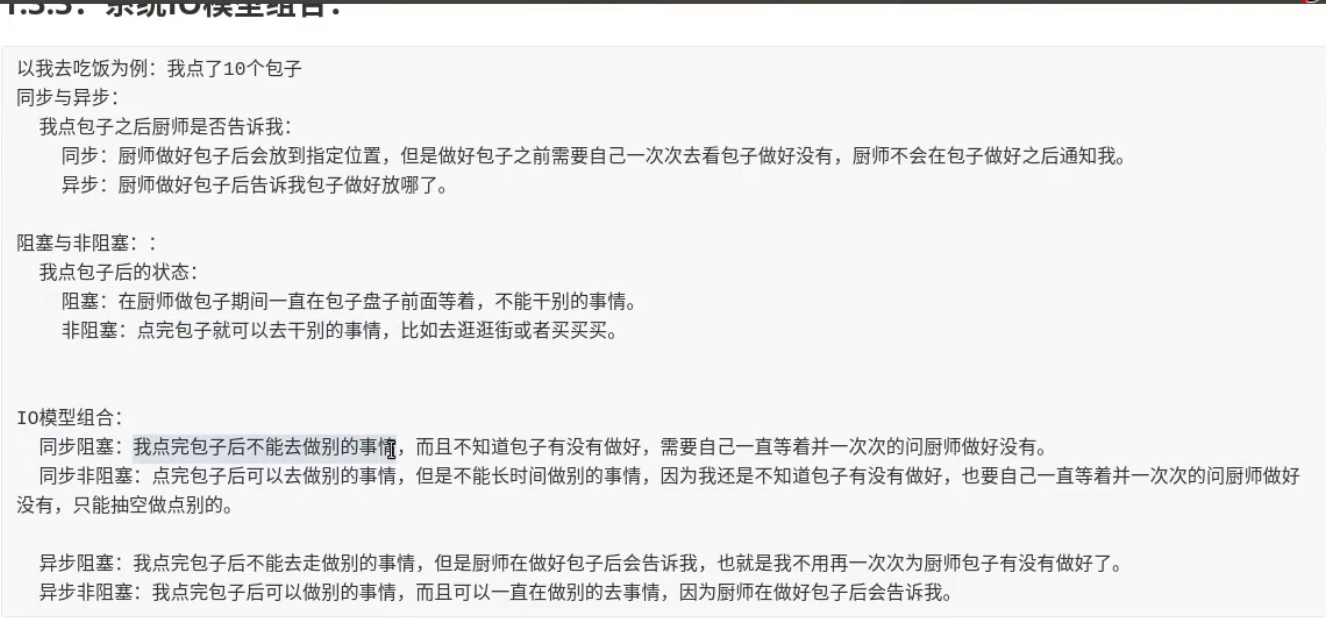 1.3.3：系统IO模型组合：
以我去吃饭为例：我点了10个包子
同步与异步：
我点包子之后厨师是否告诉我：
同步：厨师做好包子后会放到指定位置，但是做好包子之前需要自己一次次去看包子做好没有，厨师不会在包子做好之后通知我。
异步：厨师做好包子后告诉我包子做好放哪了。
阻塞与非阻塞：：
我点包子后的状态：
阻塞：在厨师做包子期间一直在包子盘子前面等着，不能干别的事情。
非阻塞：点完包子就可以去干别的事情，比如去逛逛街或者买买买。
IO模型组合：
同步阻塞：我点完包子后不能去做别的事情，而且不知道包子有没有做好，需要自己一直等着并一次次的问厨师做好没有。
同步非阻塞：点完包子后可以去做别的事情，但是不能长时间做别的事情，因为我还是不知道包子有没有做好，也要自己一直等着并一次次的问厨师做好
没有，只能抽空做点别的。
异步阻塞：我点完包子后不能去走做别的事情，但是厨师在做好包子后会告诉我，也就是我不用再一次次为厨师包子有没有做好了。
异步非阻塞：我点完包子后可以做别的事情，而且可以一直在做别的去事情，因为厨师在做好包子后会告诉我。